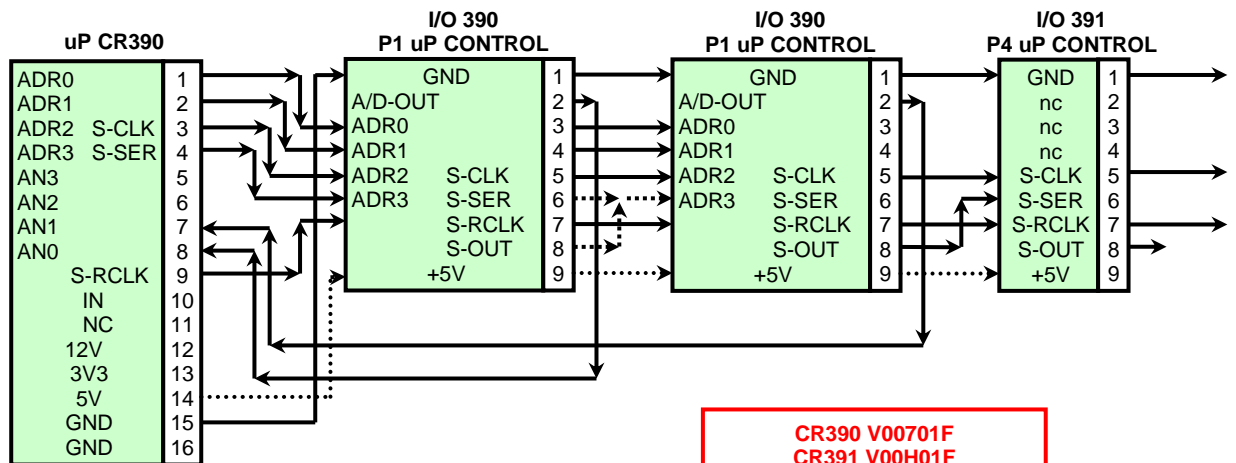 uP CR390
ADR0 1
ADR1 2
ADR2 S-CLK 3
ADR3 S-SER 4
AN3 5
AN2 6
AN1 7
AN0 8
S-RCLK 9
IN 10
NC 11
12V 12
3V3 13
5V 14
GND 15
GND 16
I/O 390
P1 uP CONTROL
GND 1
A/D-OUT 2
ADR0 3
ADR1 4
ADR2 S-CLK 5
ADR3 S-SER 6
S-RCLK 7
S-OUT 8
+5V 9
I/O 390
P1 uP CONTROL
GND 1
A/D-OUT 2
ADR0 3
ADR1 4
ADR2 S-CLK 5
ADR3 S-SER 6
S-RCLK 7
S-OUT 8
+5V 9
I/O 391
P4 uP CONTROL
GND 1
nc 2
nc 3
nc 4
S-CLK 5
S-SER 6
S-RCLK 7
S-OUT 8
+5V 9
CR390 V00701F
CR391 V00H01F